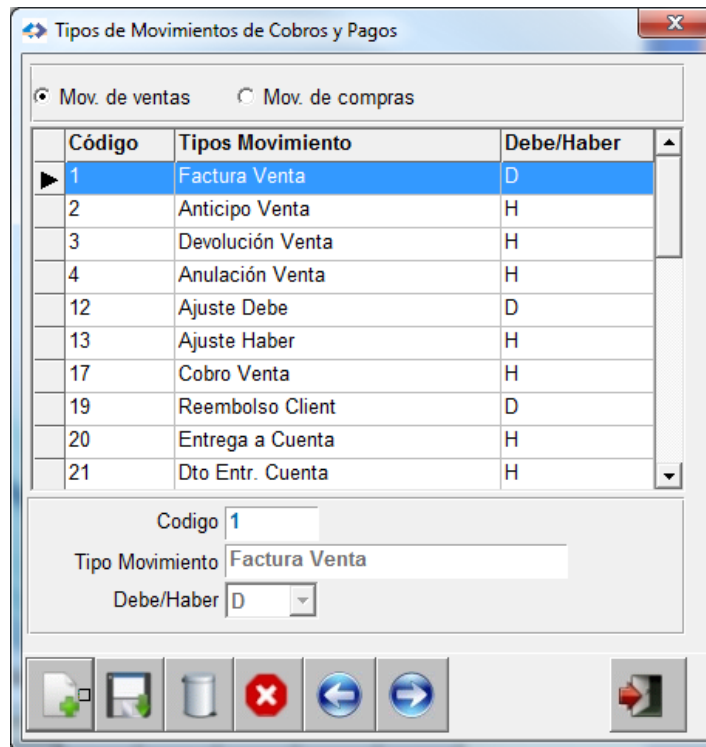 Tipos de Movimientos de Cobros y Pagos
Mov. de ventas Mov. de compras
Código Tipos Movimiento Debe/Haber
1 Factura Venta D
2 Anticipo Venta H
3 Devolución Venta H
4 Anulación Venta H
12 Ajuste Debe D
13 Ajuste Haber H
17 Cobro Venta H
19 Reembolso Client D
20 Entrega a Cuenta H
21 Dto Entr. Cuenta H
Codigo 1
Tipo Movimiento Factura Venta
Debe/Haber D